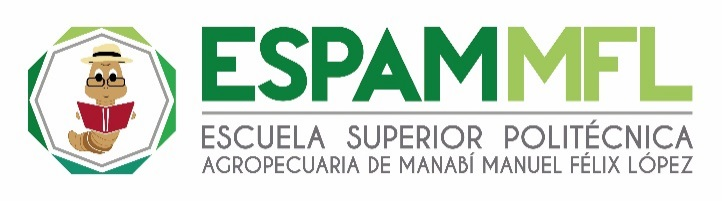 ESPAMMFL
ESCUELA SUPERIOR POLITÉCNICA
AGROPECUARIA DE MANABÍ MANUEL FÉLIX LÓPEZ